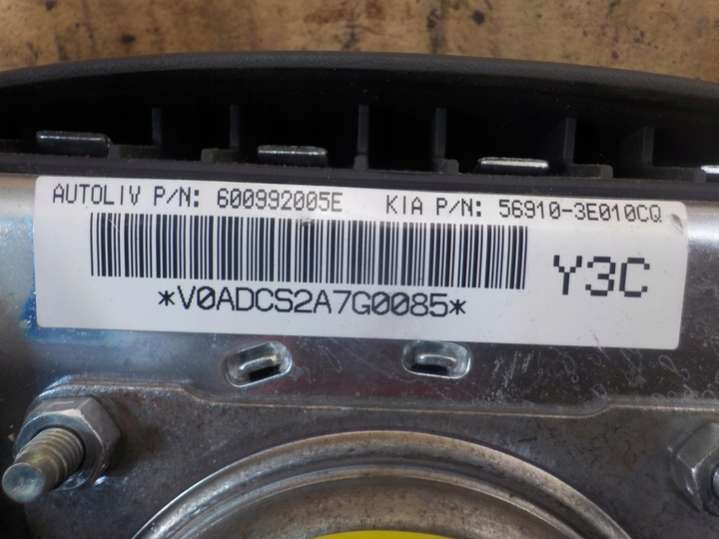 AUTOLIV P/N: 600992005E KIA P/N: 56910-3E010CQ
Y3C
*V0ADCS2A7G0085*